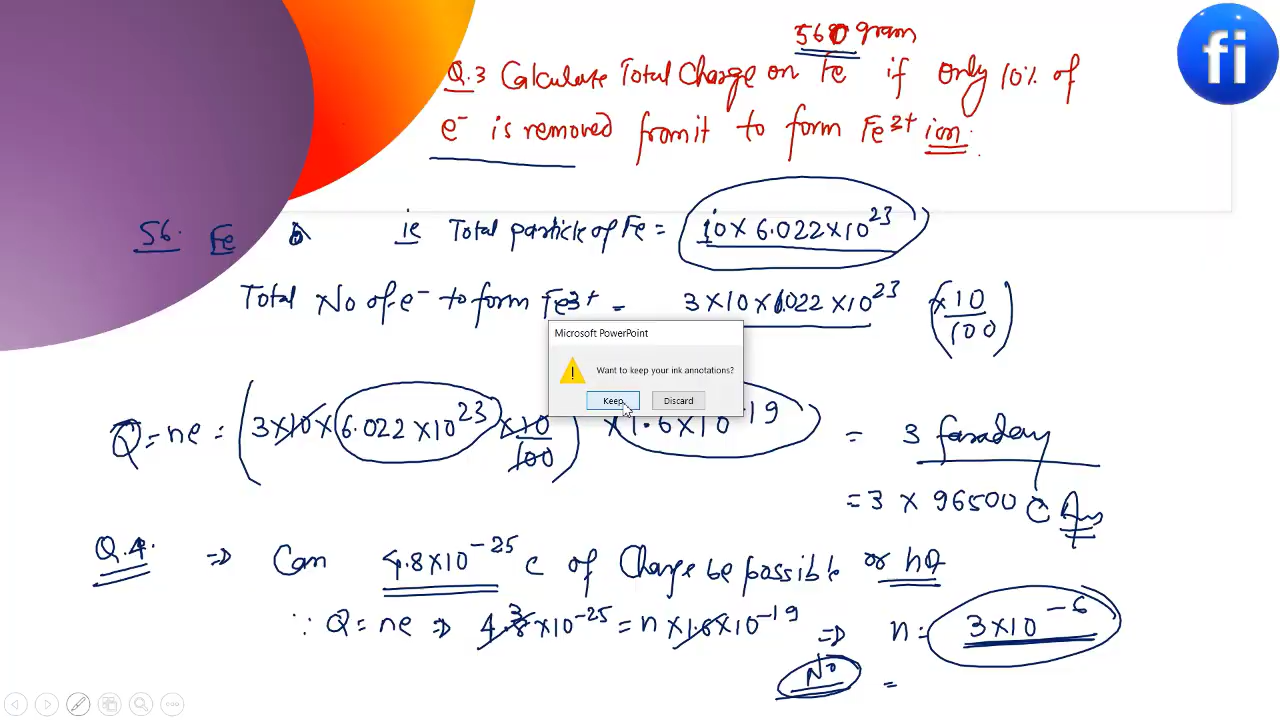 560 gram
fi
Q.3 Calculate Total Charge on Fe if only 10% of
e⁻ is removed from it to form Fe³⁺ ion.
56. Fe ie Total particle of Fe = 10 × 6.022 × 10²³
Total No of e⁻ to form Fe³⁺ = 3 × 10 × 6.022 × 10²³ (× 10/100)
Microsoft PowerPoint
Want to keep your ink annotations?
Keep Discard
Q = ne = (3 × 10 × 6.022 × 10²³ × 10/100) × 1.6 × 10⁻¹⁹ = 3 faraday
= 3 × 96500 C Ans
Q.4. ⇒ Can 4.8 × 10⁻²⁵ c of Charge be possible or
∵ Q = ne ⇒ 4.8 3 × 10⁻²⁵ = n × 1.6 × 10⁻¹⁹ ⇒ n = 3 × 10⁻⁶
No =